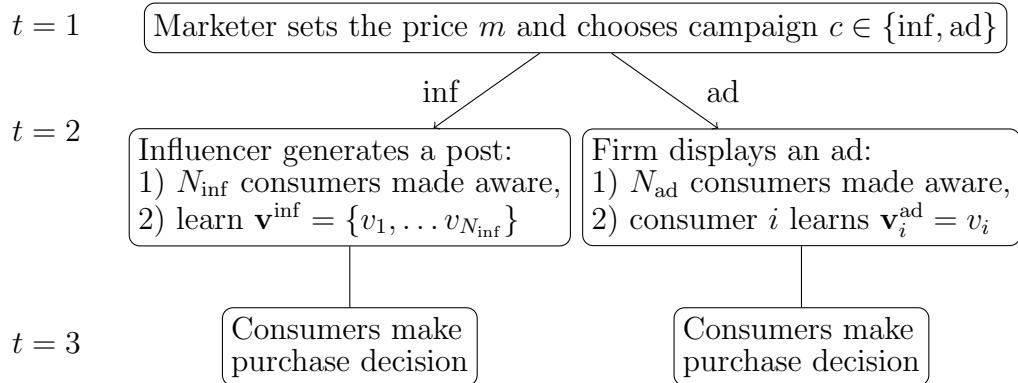 t = 1
Marketer sets the price m and chooses campaign c ∈ {inf, ad}
inf
ad
t = 2
Influencer generates a post:
1) N_inf consumers made aware,
2) learn v^inf = {v_1, … v_{N_inf}}
Firm displays an ad:
1) N_ad consumers made aware,
2) consumer i learns v_i^ad = v_i
t = 3
Consumers make
purchase decision
Consumers make
purchase decision